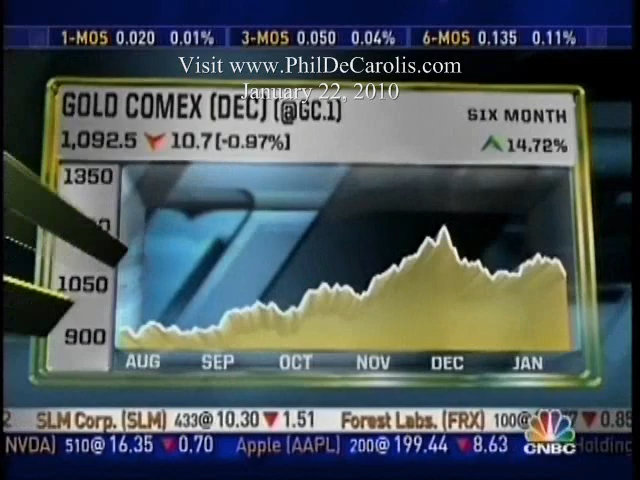 1-MOS 0.020 0.01% 3-MOS 0.050 0.04% 6-MOS 0.135 0.11%
Visit www.PhilDeCarolis.com
January 22, 2010
GOLD COMEX (DEC) (@GC.1)
SIX MONTH
1,092.5 10.7 [-0.97%]
14.72%
1350
1050
900
AUG SEP OCT NOV DEC JAN
2 SLM Corp. (SLM) 433@ 10.30 1.51 Forest Labs. (FRX) 100@ 0.85
NVDA) 510@ 16.35 0.70 Apple (AAPL) 200@ 199.44 8.63 Holding
CNBC